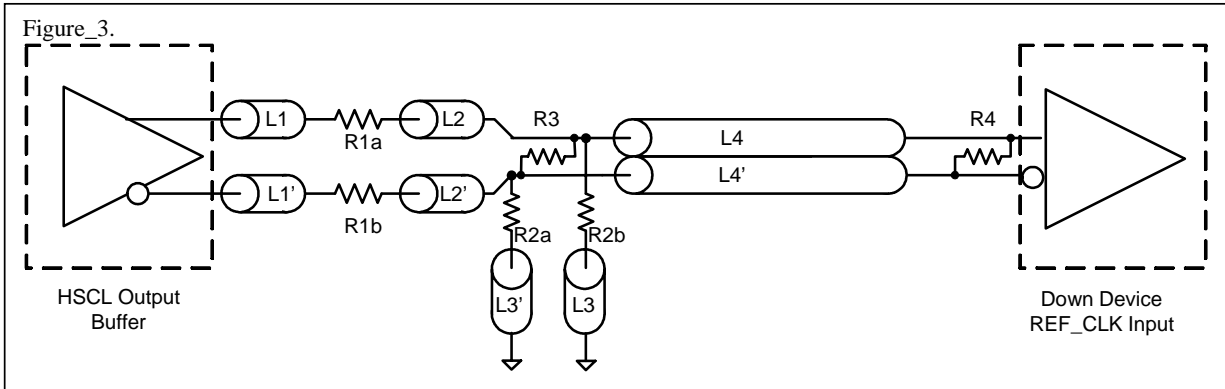 Figure_3.
L1
R1a
L2
R3
L4
R4
L1'
R1b
L2'
L4'
R2a
R2b
L3'
L3
HSCL Output
Buffer
Down Device
REF_CLK Input